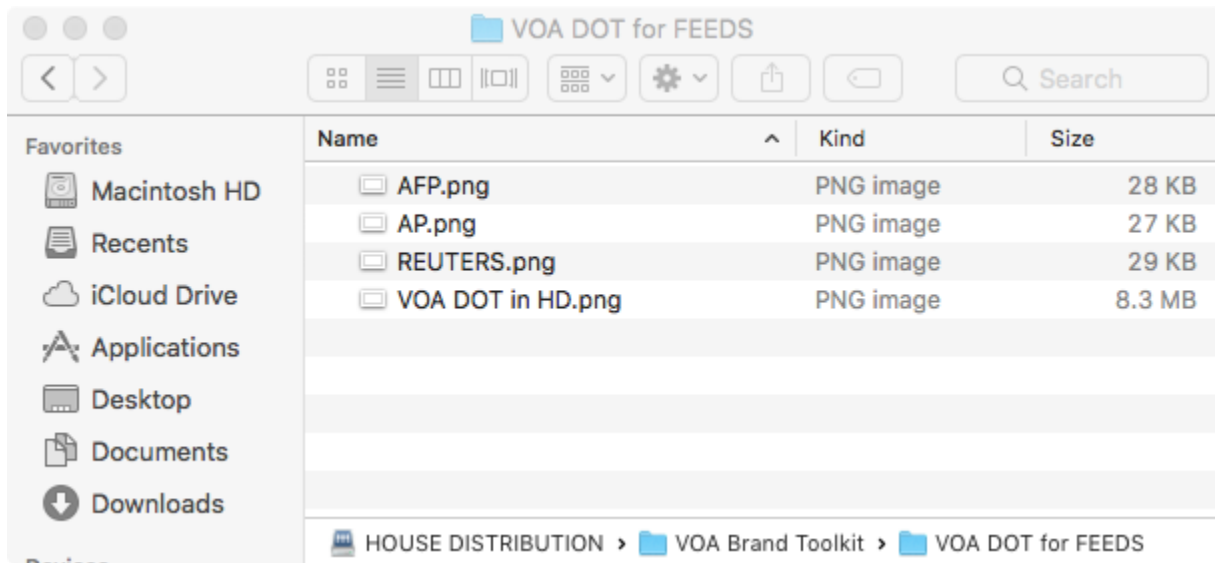 VOA DOT for FEEDS
Search
Favorites
Macintosh HD
Recents
iCloud Drive
Applications
Desktop
Documents
Downloads
Name Kind Size
AFP.png PNG image 28 KB
AP.png PNG image 27 KB
REUTERS.png PNG image 29 KB
VOA DOT in HD.png PNG image 8.3 MB
HOUSE DISTRIBUTION › VOA Brand Toolkit › VOA DOT for FEEDS